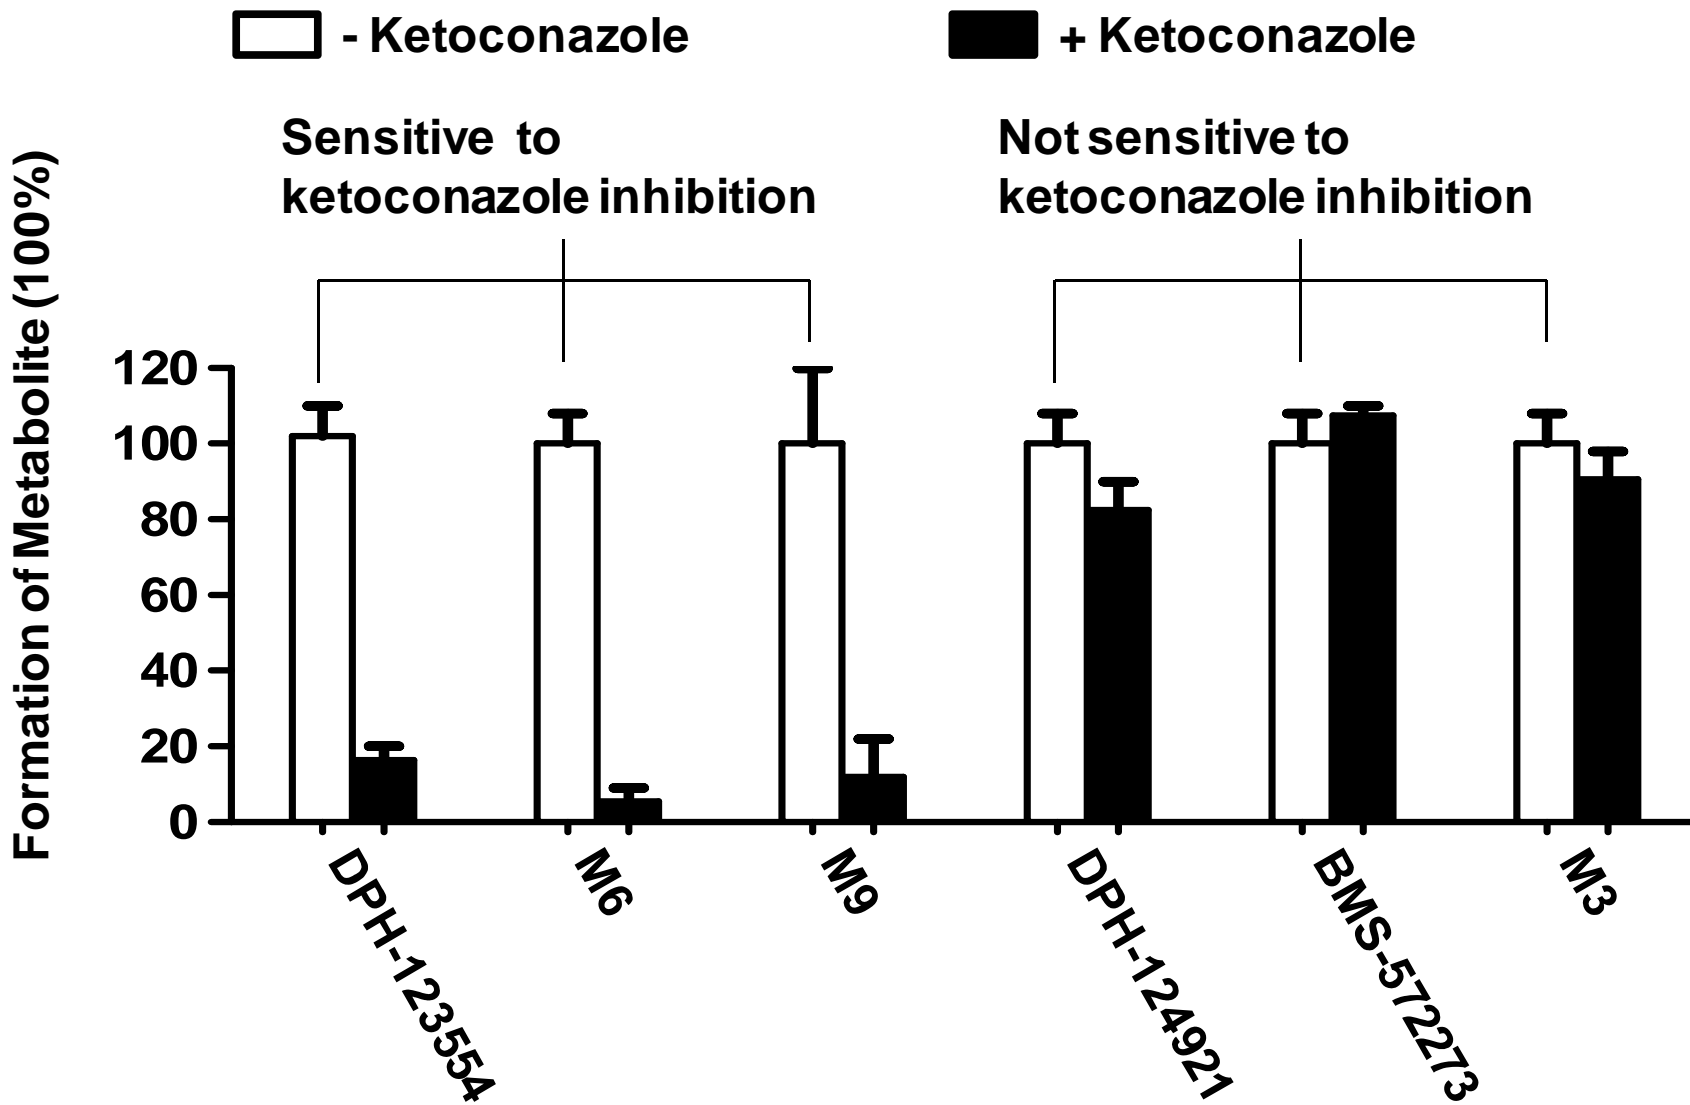 - Ketoconazole
+ Ketoconazole
Sensitive to
ketoconazole inhibition
Not sensitive to
ketoconazole inhibition
Formation of Metabolite (100%)
120
100
80
60
40
20
0
DPH-123554
M6
M9
DPH-124921
BMS-572273
M3